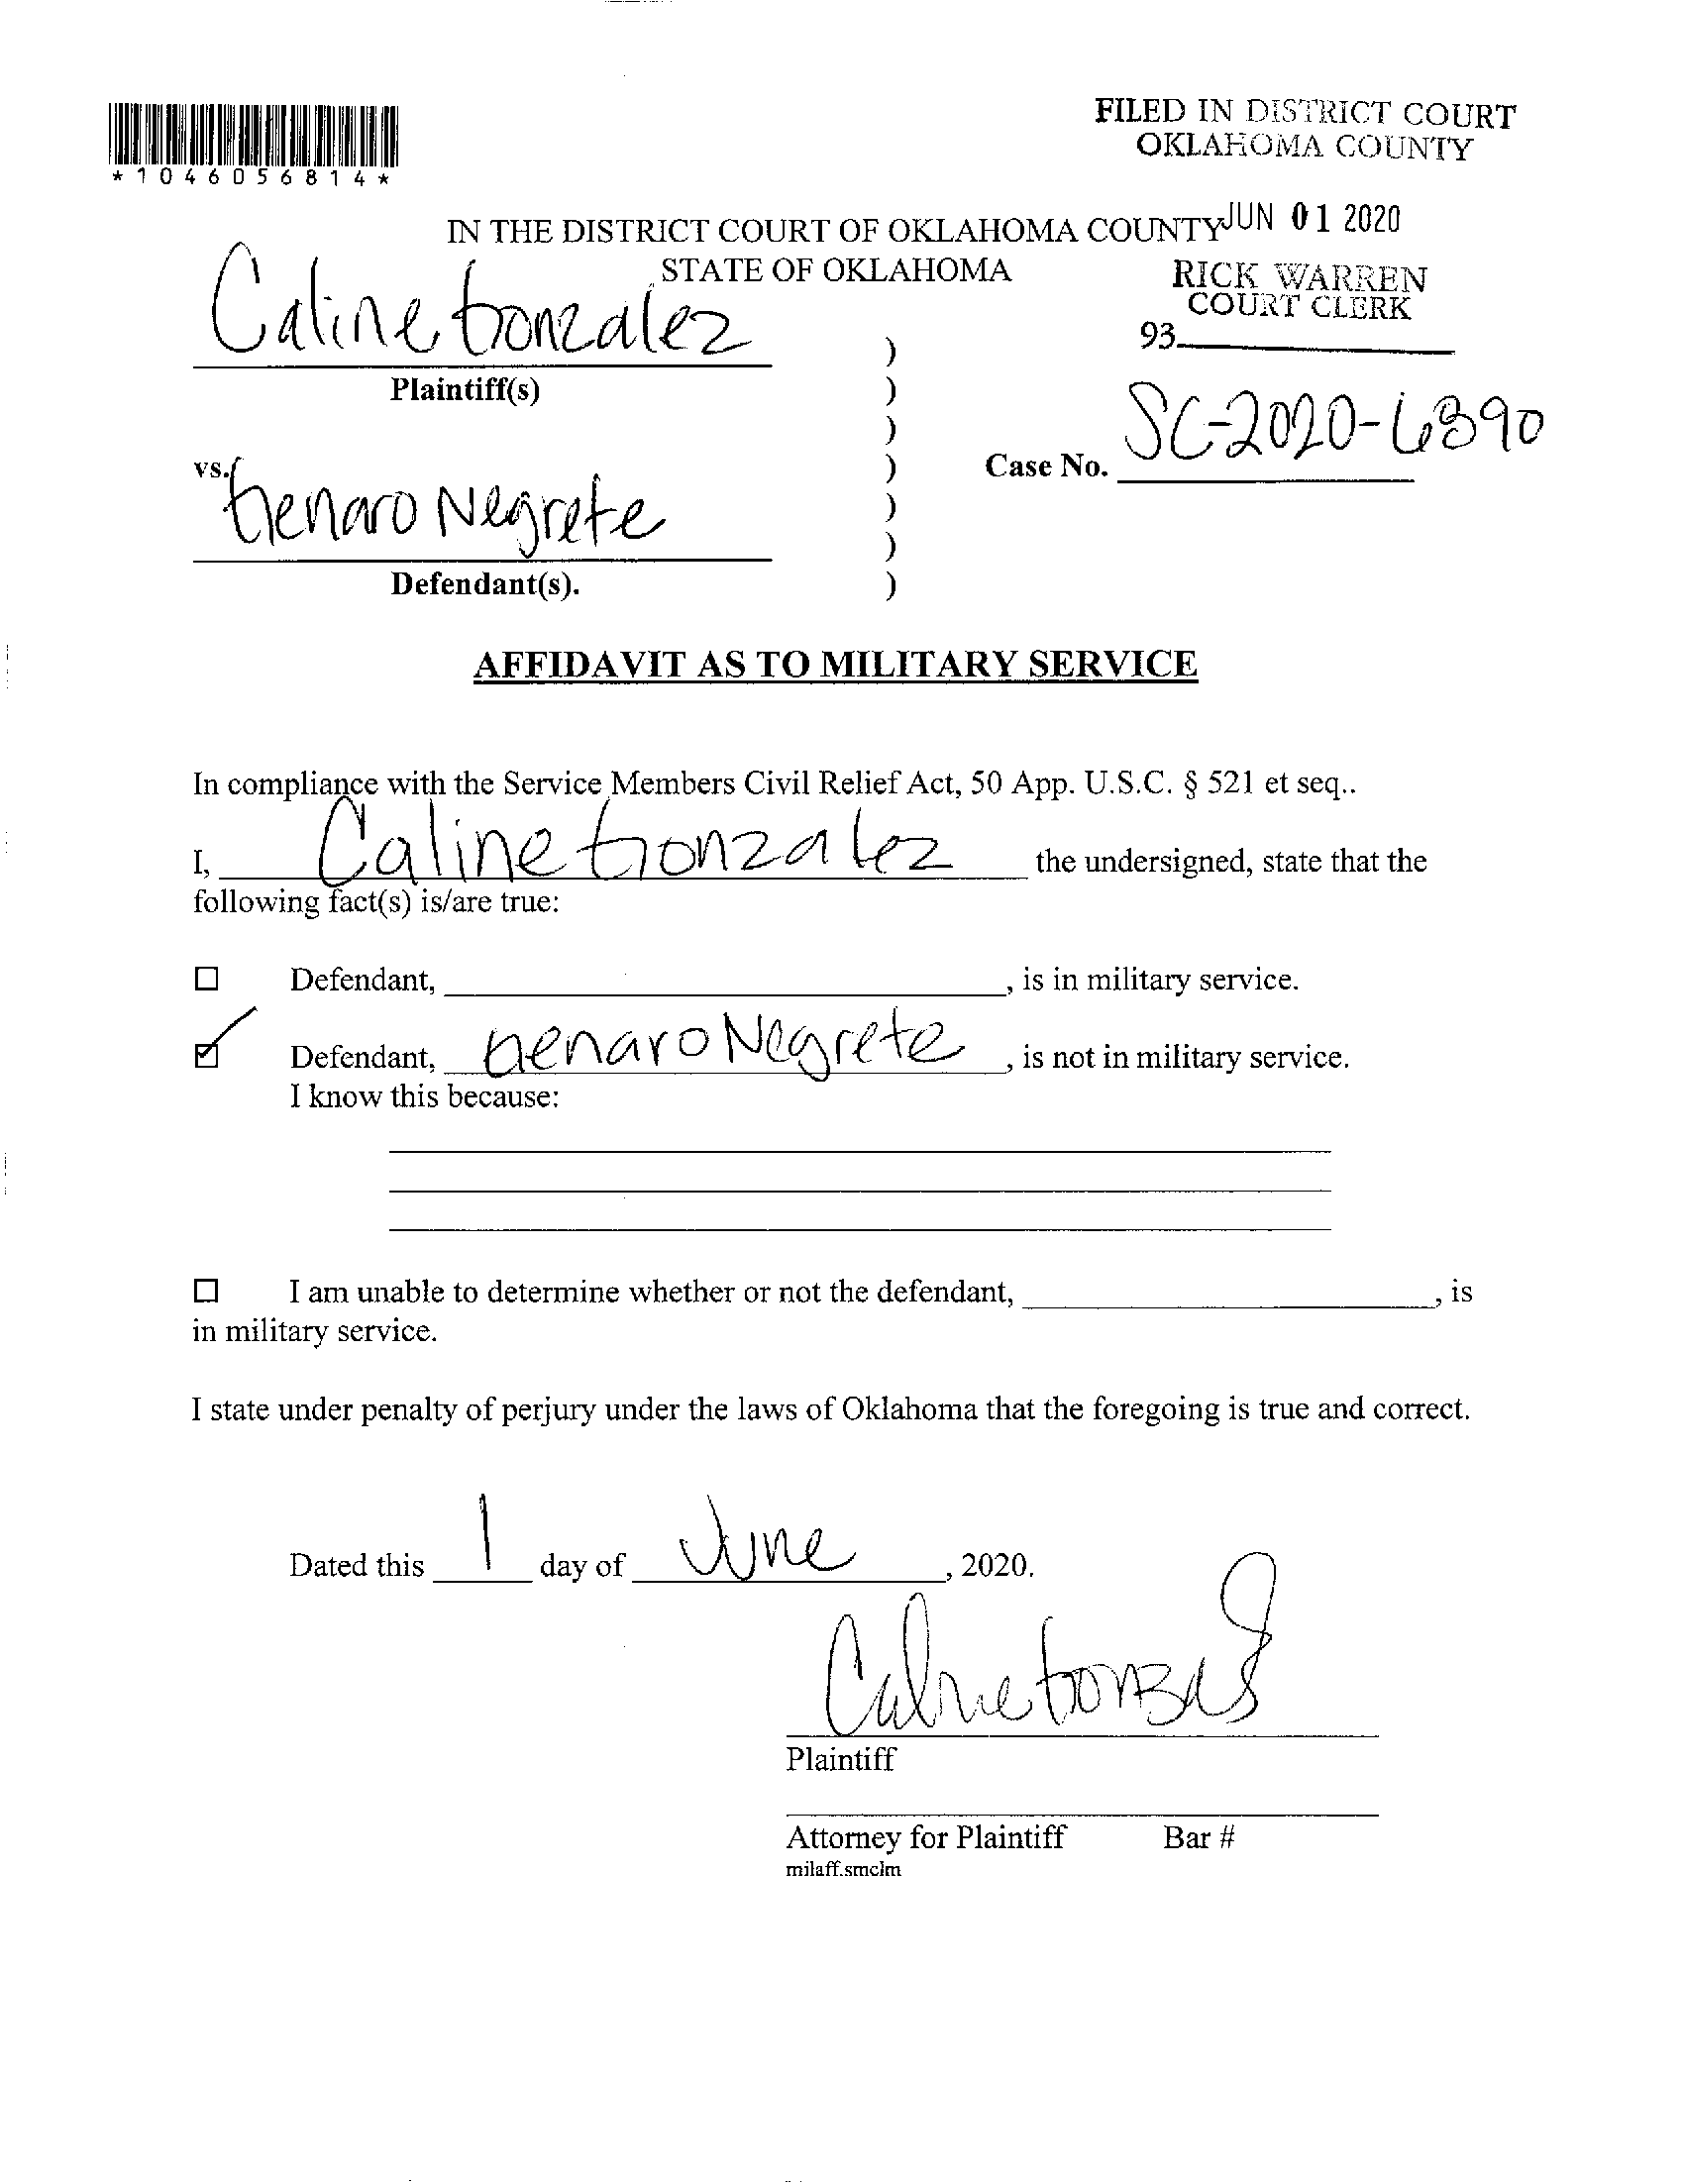 FILED IN DISTRICT COURT
OKLAHOMA COUNTY
*1046056814*
JUN 01 2020
IN THE DISTRICT COURT OF OKLAHOMA COUNTY
STATE OF OKLAHOMA
RICK WARREN
COURT CLERK
93
Caline Gonzalez
)
Plaintiff(s) )
)
vs. ) Case No. SC-2020-6390
Genaro Negrete )
)
Defendant(s). )
AFFIDAVIT AS TO MILITARY SERVICE
In compliance with the Service Members Civil Relief Act, 50 App. U.S.C. § 521 et seq..
I, Caline Gonzalez the undersigned, state that the
following fact(s) is/are true:
☐ Defendant, , is in military service.
☑ Defendant, Genaro Negrete , is not in military service.
I know this because:
☐ I am unable to determine whether or not the defendant, , is
in military service.
I state under penalty of perjury under the laws of Oklahoma that the foregoing is true and correct.
Dated this 1 day of June , 2020.
Caline Gonzalez
Plaintiff
Attorney for Plaintiff Bar #
milaff.smclm